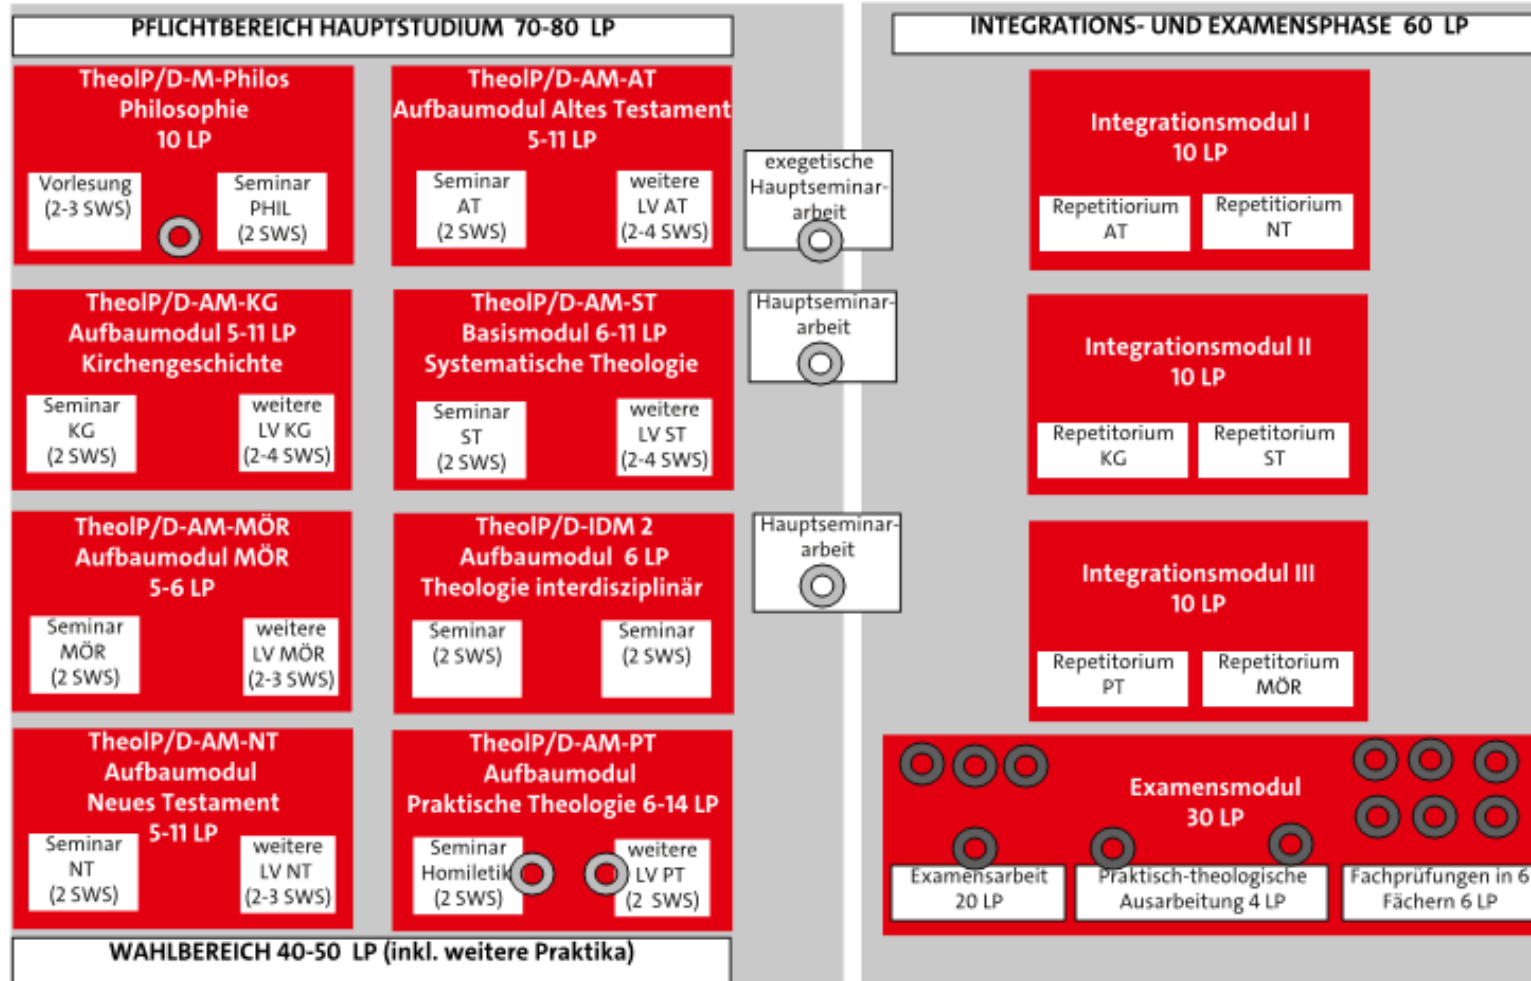 PFLICHTBEREICH HAUPTSTUDIUM 70-80 LP
TheolP/D-M-Philos
Philosophie
10 LP
Vorlesung
(2-3 SWS)
Seminar
PHIL
(2 SWS)
TheolP/D-AM-AT
Aufbaumodul Altes Testament
5-11 LP
Seminar
AT
(2 SWS)
weitere
LV AT
(2-4 SWS)
exegetische
Hauptseminar-
arbeit
TheolP/D-AM-KG
Aufbaumodul 5-11 LP
Kirchengeschichte
Seminar
KG
(2 SWS)
weitere
LV KG
(2-4 SWS)
TheolP/D-AM-ST
Basismodul 6-11 LP
Systematische Theologie
Seminar
ST
(2 SWS)
weitere
LV ST
(2-4 SWS)
Hauptseminar-
arbeit
TheolP/D-AM-MÖR
Aufbaumodul MÖR
5-6 LP
Seminar
MÖR
(2 SWS)
weitere
LV MÖR
(2-3 SWS)
TheolP/D-IDM 2
Aufbaumodul 6 LP
Theologie interdisziplinär
Seminar
(2 SWS)
Seminar
(2 SWS)
Hauptseminar-
arbeit
TheolP/D-AM-NT
Aufbaumodul
Neues Testament
5-11 LP
Seminar
NT
(2 SWS)
weitere
LV NT
(2-3 SWS)
TheolP/D-AM-PT
Aufbaumodul
Praktische Theologie 6-14 LP
Seminar
Homiletik
(2 SWS)
weitere
LV PT
(2 SWS)
WAHLBEREICH 40-50 LP (inkl. weitere Praktika)
INTEGRATIONS- UND EXAMENSPHASE 60 LP
Integrationsmodul I
10 LP
Repetitiorium
AT
Repetitiorium
NT
Integrationsmodul II
10 LP
Repetitorium
KG
Repetitorium
ST
Integrationsmodul III
10 LP
Repetitorium
PT
Repetitorium
MÖR
Examensmodul
30 LP
Examensarbeit
20 LP
Praktisch-theologische
Ausarbeitung 4 LP
Fachprüfungen in 6
Fächern 6 LP